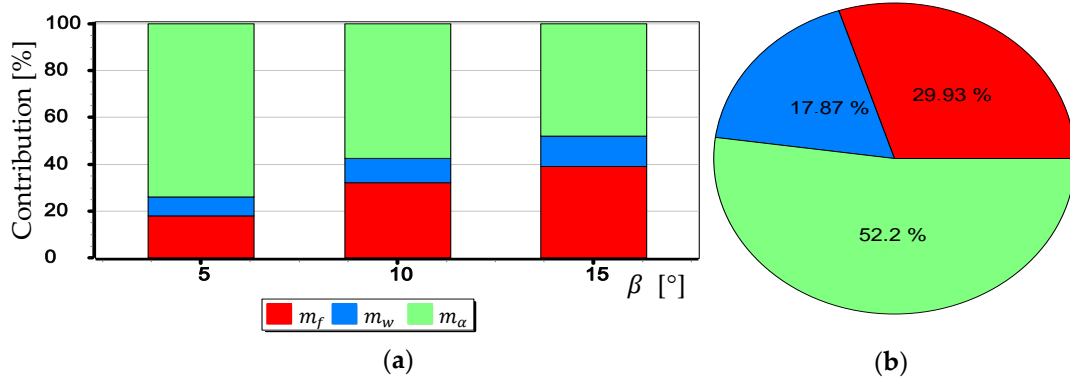 Contribution [%]
100
80
60
40
20
0
5
10
15
β [°]
m_f
m_w
m_α
(a)
29.93 %
17.87 %
52.2 %
(b)